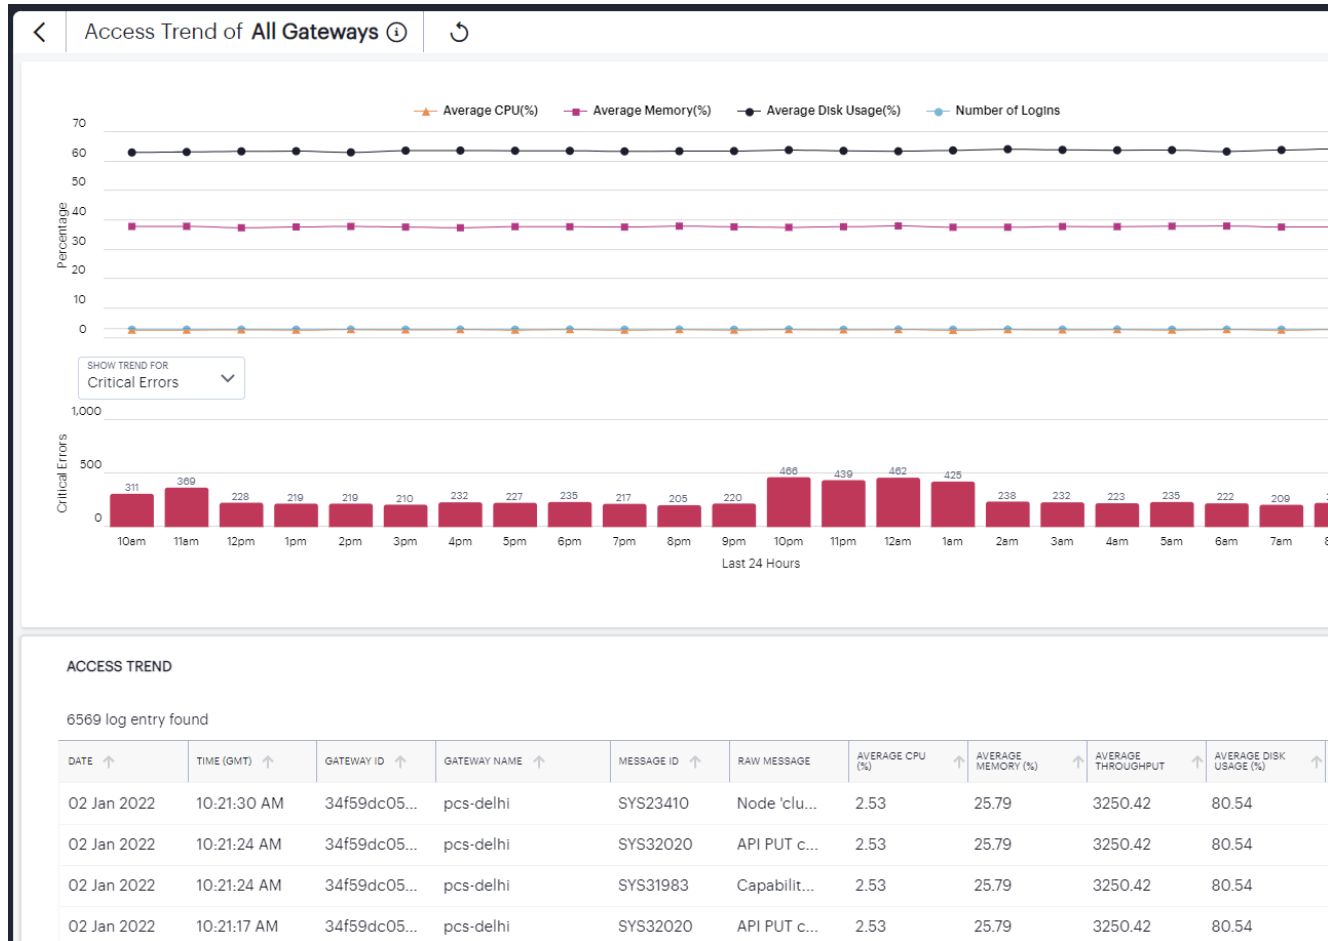 Access Trend of All Gateways
Average CPU(%) Average Memory(%) Average Disk Usage(%) Number of Logins
70
60
50
40
30
20
10
0
Percentage
SHOW TREND FOR
Critical Errors
1,000
500
0
Critical Errors
311 369 228 219 219 210 232 227 235 217 205 220 466 439 462 425 238 232 223 235 222 209
10am 11am 12pm 1pm 2pm 3pm 4pm 5pm 6pm 7pm 8pm 9pm 10pm 11pm 12am 1am 2am 3am 4am 5am 6am 7am
Last 24 Hours
ACCESS TREND
6569 log entry found
DATE TIME (GMT) GATEWAY ID GATEWAY NAME MESSAGE ID RAW MESSAGE AVERAGE CPU (%) AVERAGE MEMORY (%) AVERAGE THROUGHPUT AVERAGE DISK USAGE (%)
02 Jan 2022 10:21:30 AM 34f59dc05... pcs-delhi SYS23410 Node 'clu... 2.53 25.79 3250.42 80.54
02 Jan 2022 10:21:24 AM 34f59dc05... pcs-delhi SYS32020 API PUT c... 2.53 25.79 3250.42 80.54
02 Jan 2022 10:21:24 AM 34f59dc05... pcs-delhi SYS31983 Capabilit... 2.53 25.79 3250.42 80.54
02 Jan 2022 10:21:17 AM 34f59dc05... pcs-delhi SYS32020 API PUT c... 2.53 25.79 3250.42 80.54